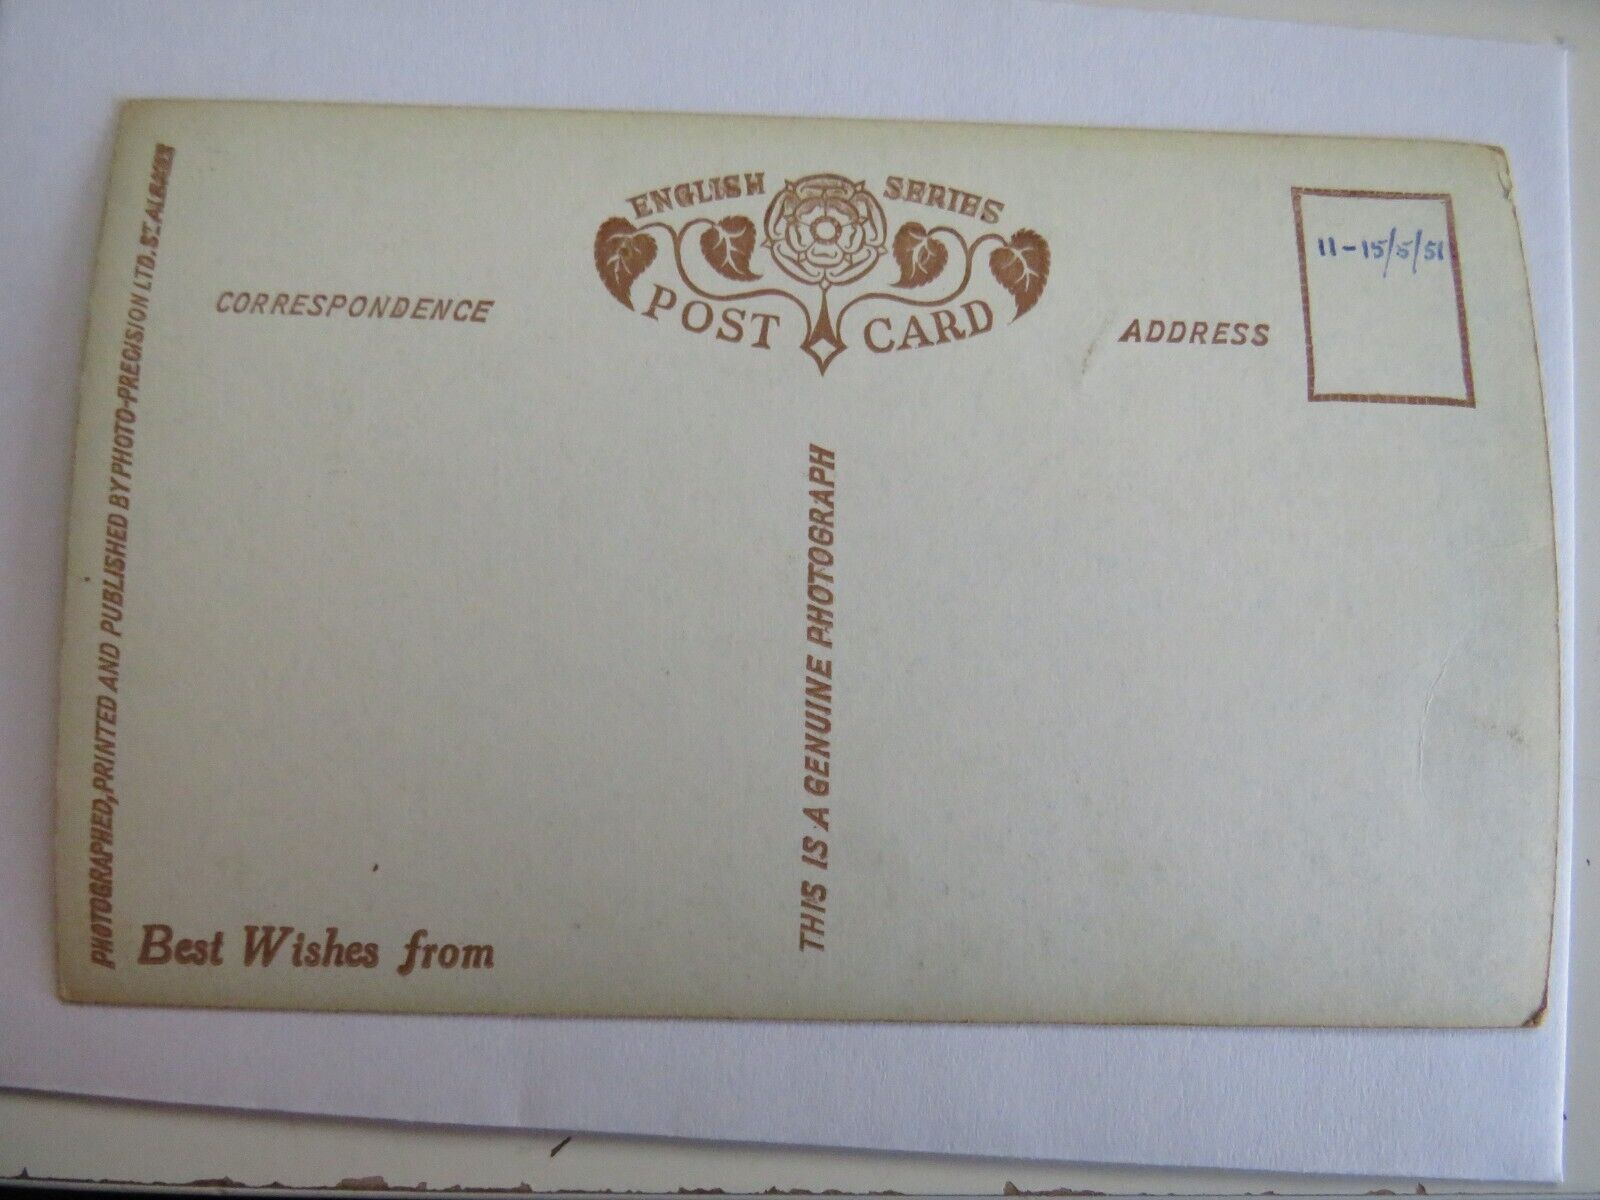 ENGLISH SERIES
POST CARD
CORRESPONDENCE
ADDRESS
11-15/5/51
PHOTOGRAPHED, PRINTED AND PUBLISHED BY PHOTO-PRECISION LTD. ST. ALBANS
THIS IS A GENUINE PHOTOGRAPH
Best Wishes from